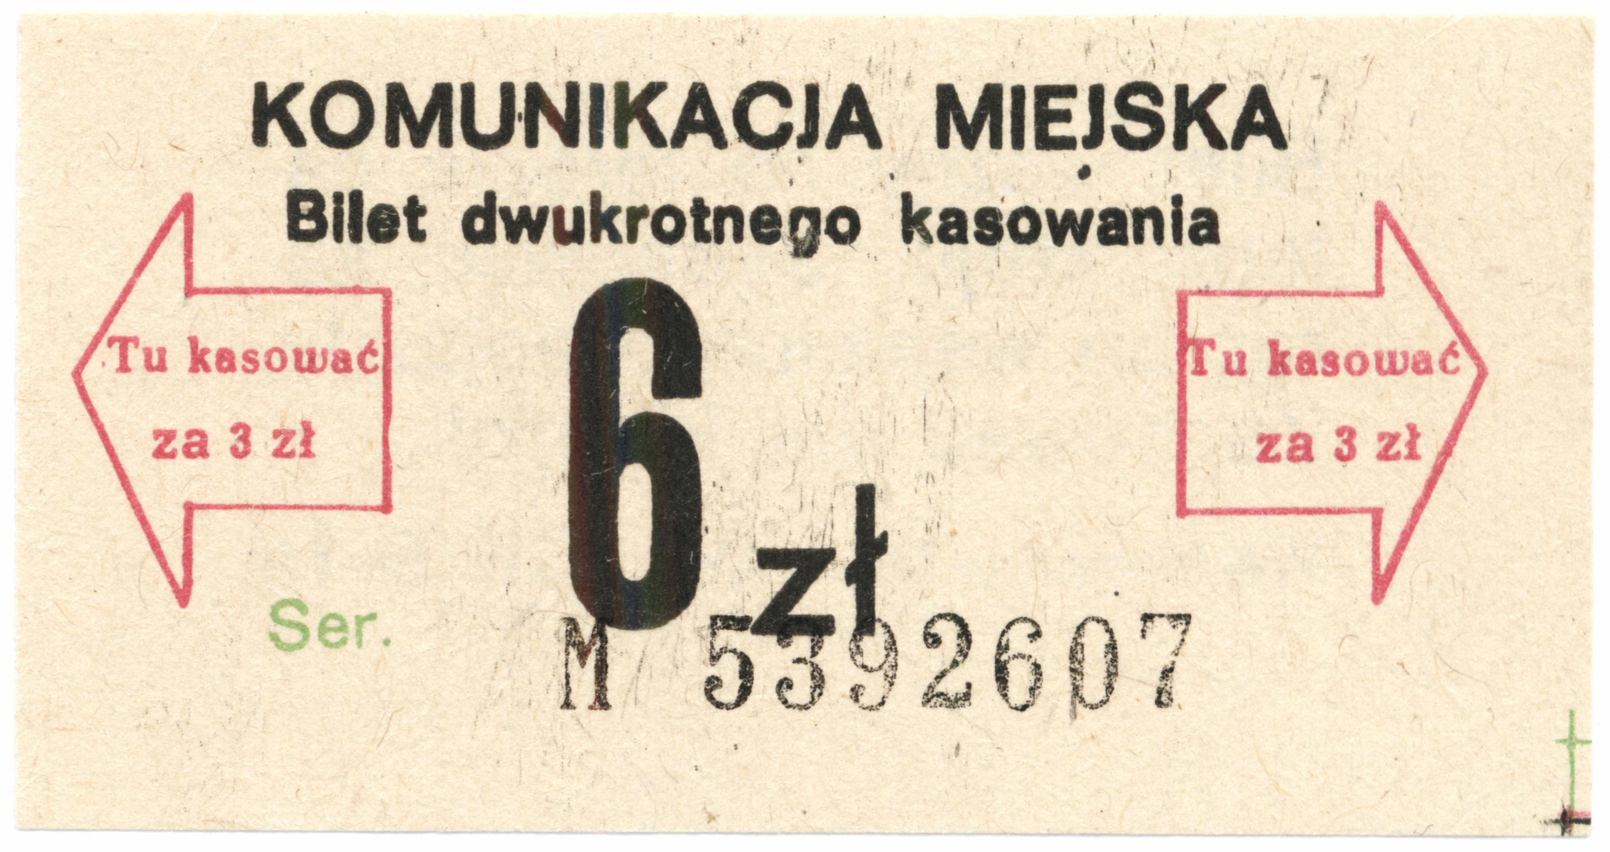 KOMUNIKACJA MIEJSKA
Bilet dwukrotnego kasowania
Tu kasować
za 3 zł
6 zł
Tu kasować
za 3 zł
Ser. M 5392607